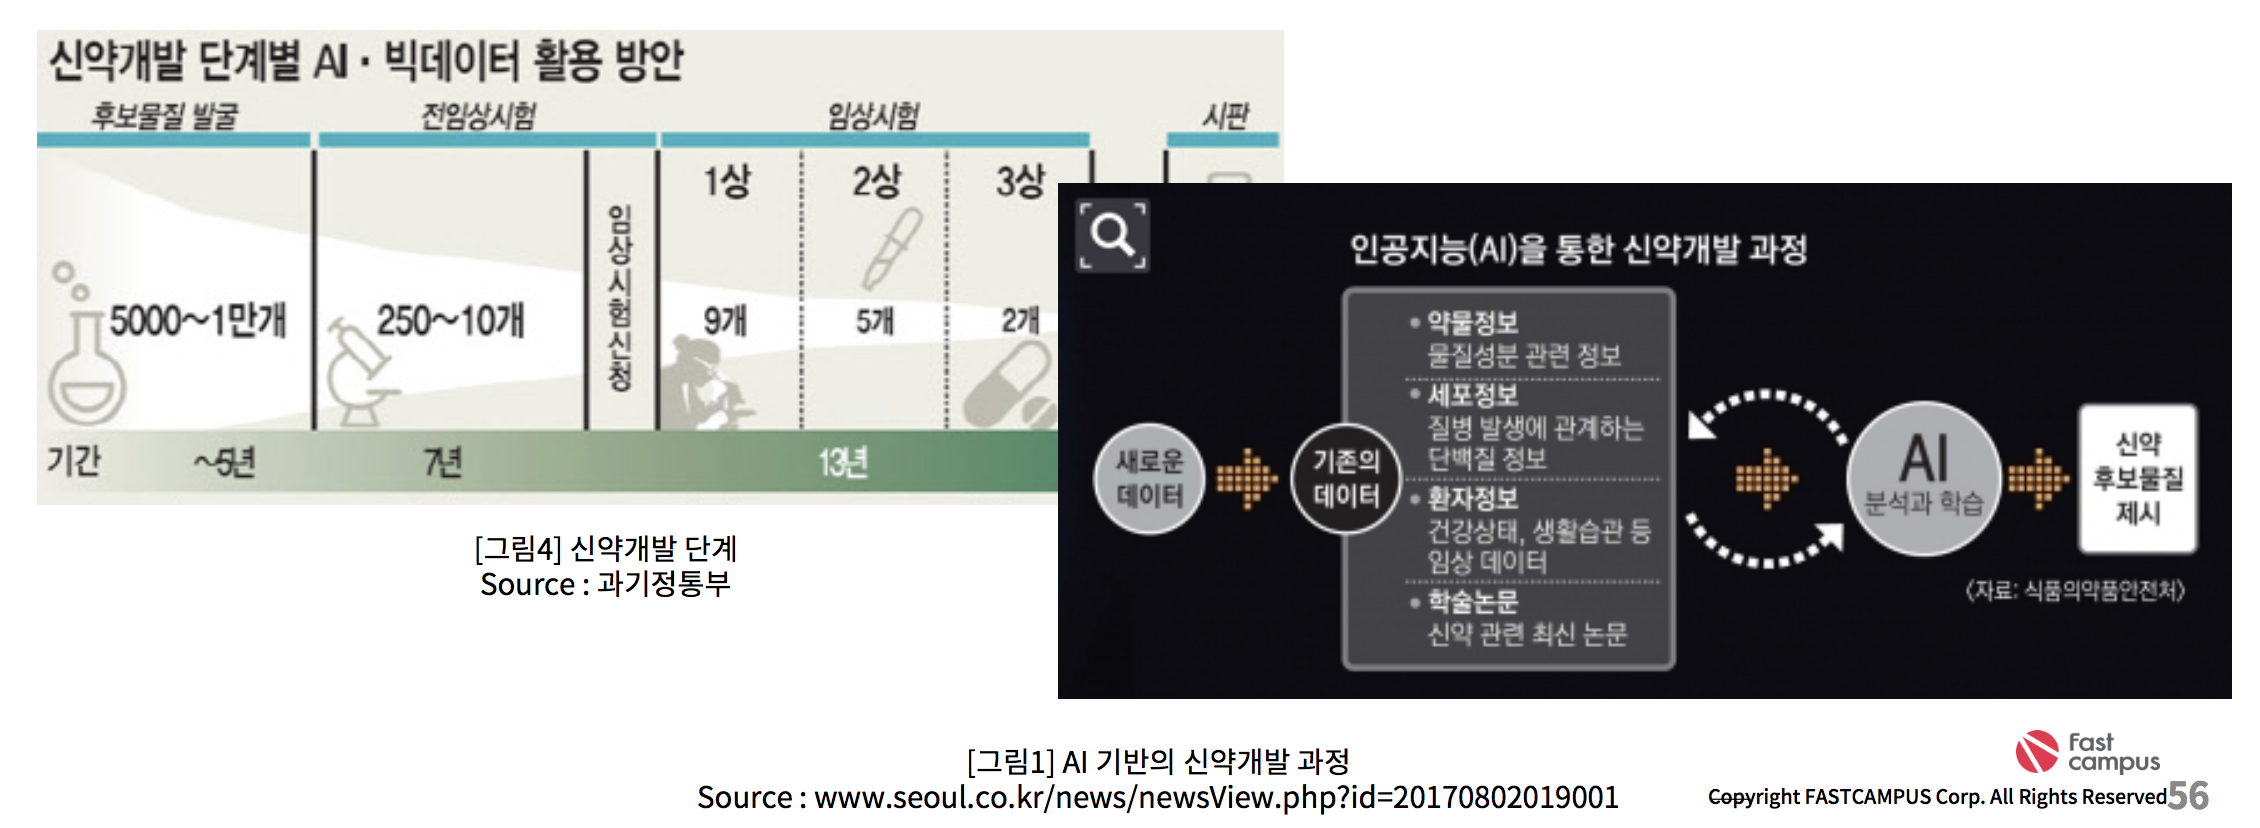 신약개발 단계별 AI · 빅데이터 활용 방안
후보물질 발굴
전임상시험
임상시험
시판
1상
2상
3상
임상시험신청
5000~1만개
250~10개
9개
5개
2개
기간
~5년
7년
13년
[그림4] 신약개발 단계
Source : 과기정통부
인공지능(AI)을 통한 신약개발 과정
새로운
데이터
기존의
데이터
• 약물정보
물질성분 관련 정보
• 세포정보
질병 발생에 관계하는
단백질 정보
• 환자정보
건강상태, 생활습관 등
임상 데이터
• 학술논문
신약 관련 최신 논문
AI
분석과 학습
신약
후보물질
제시
〈자료: 식품의약품안전처〉
[그림1] AI 기반의 신약개발 과정
Source : www.seoul.co.kr/news/newsView.php?id=20170802019001
Fast
campus
Copyright FASTCAMPUS Corp. All Rights Reserved
56